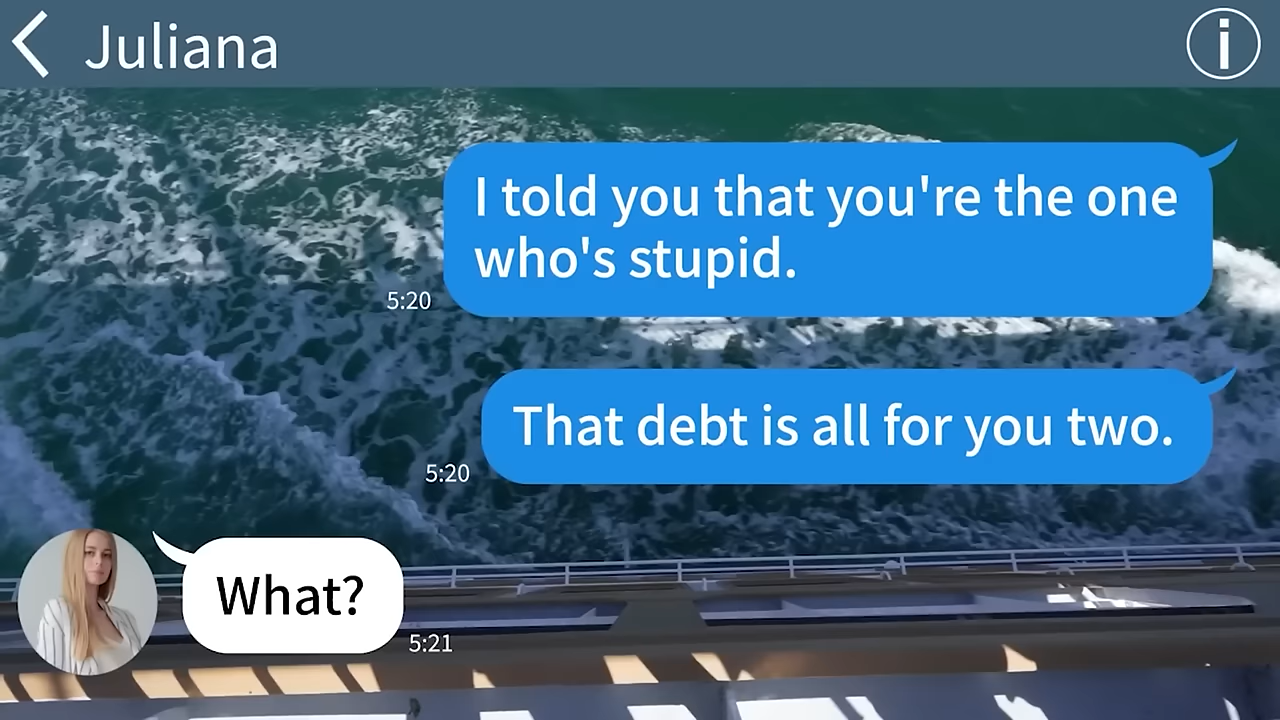 Juliana
I told you that you're the one
who's stupid.
5:20
That debt is all for you two.
5:20
What?
5:21